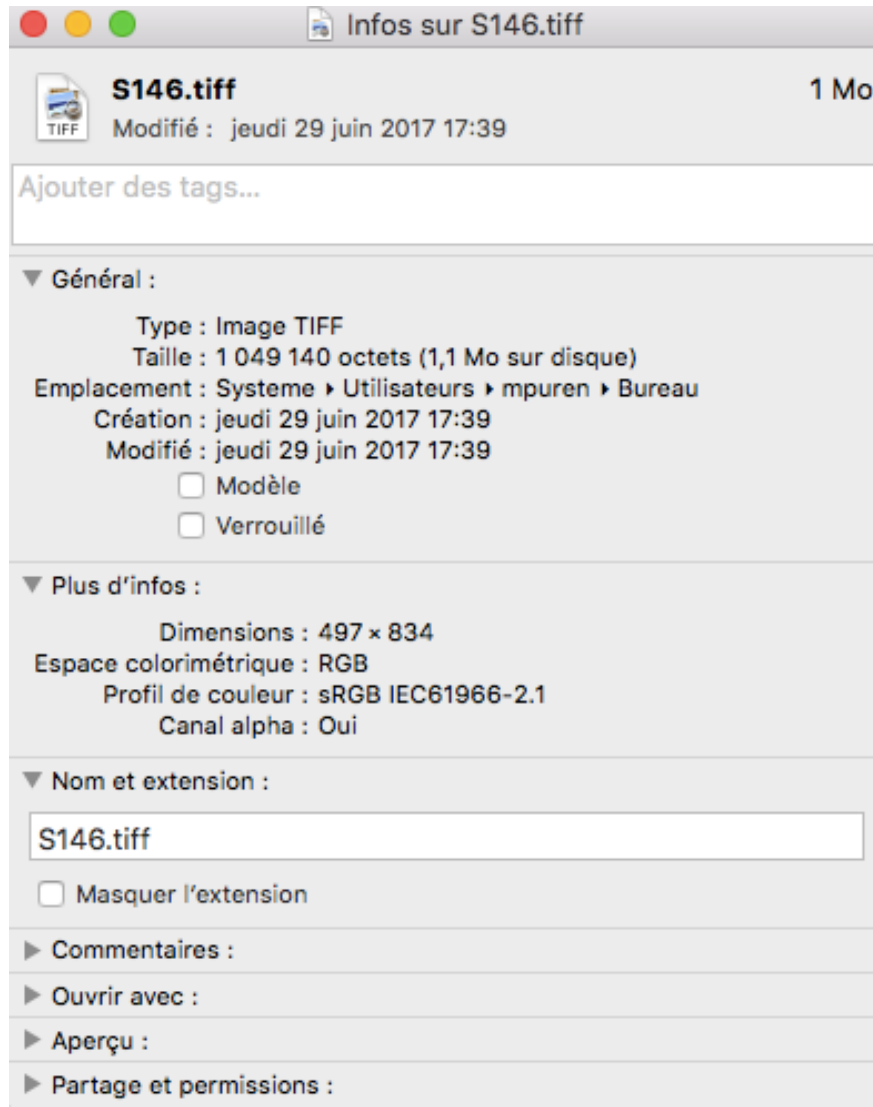 Infos sur S146.tiff
S146.tiff 1 Mo
TIFF
Modifié : jeudi 29 juin 2017 17:39
Ajouter des tags...
Général :
Type : Image TIFF
Taille : 1 049 140 octets (1,1 Mo sur disque)
Emplacement : Systeme ▸ Utilisateurs ▸ mpuren ▸ Bureau
Création : jeudi 29 juin 2017 17:39
Modifié : jeudi 29 juin 2017 17:39
Modèle
Verrouillé
Plus d'infos :
Dimensions : 497 × 834
Espace colorimétrique : RGB
Profil de couleur : sRGB IEC61966-2.1
Canal alpha : Oui
Nom et extension :
S146.tiff
Masquer l'extension
Commentaires :
Ouvrir avec :
Aperçu :
Partage et permissions :